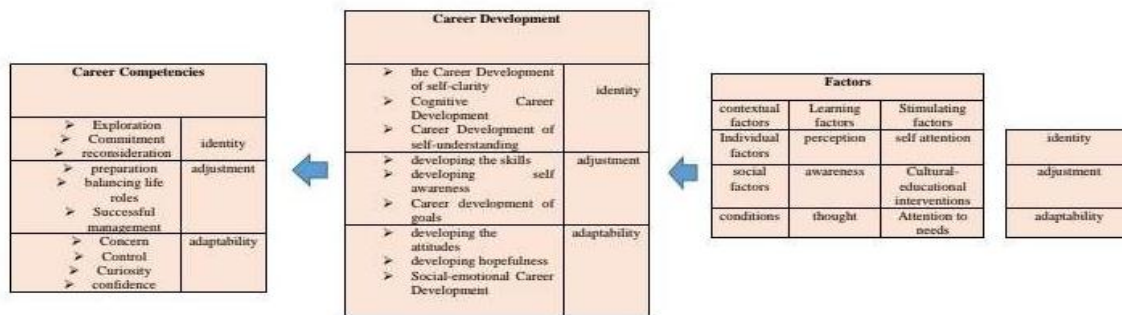 Career Competencies
Exploration
Commitment
reconsideration
identity
preparation
balancing life
roles
Successful
management
adjustment
Concern
Control
Curiosity
confidence
adaptability
Career Development
the Career Development
of self-clarity
Cognitive Career
Development
Career Development of
self-understanding
identity
developing the skills
developing self
awareness
Career development of
goals
adjustment
developing the
attitudes
developing hopefulness
Social-emotional Career
Development
adaptability
Factors
contextual
factors
Learning
factors
Stimulating
factors
Individual
factors
perception
self attention
identity
social
factors
awareness
Cultural-
educational
interventions
adjustment
conditions
thought
Attention to
needs
adaptability